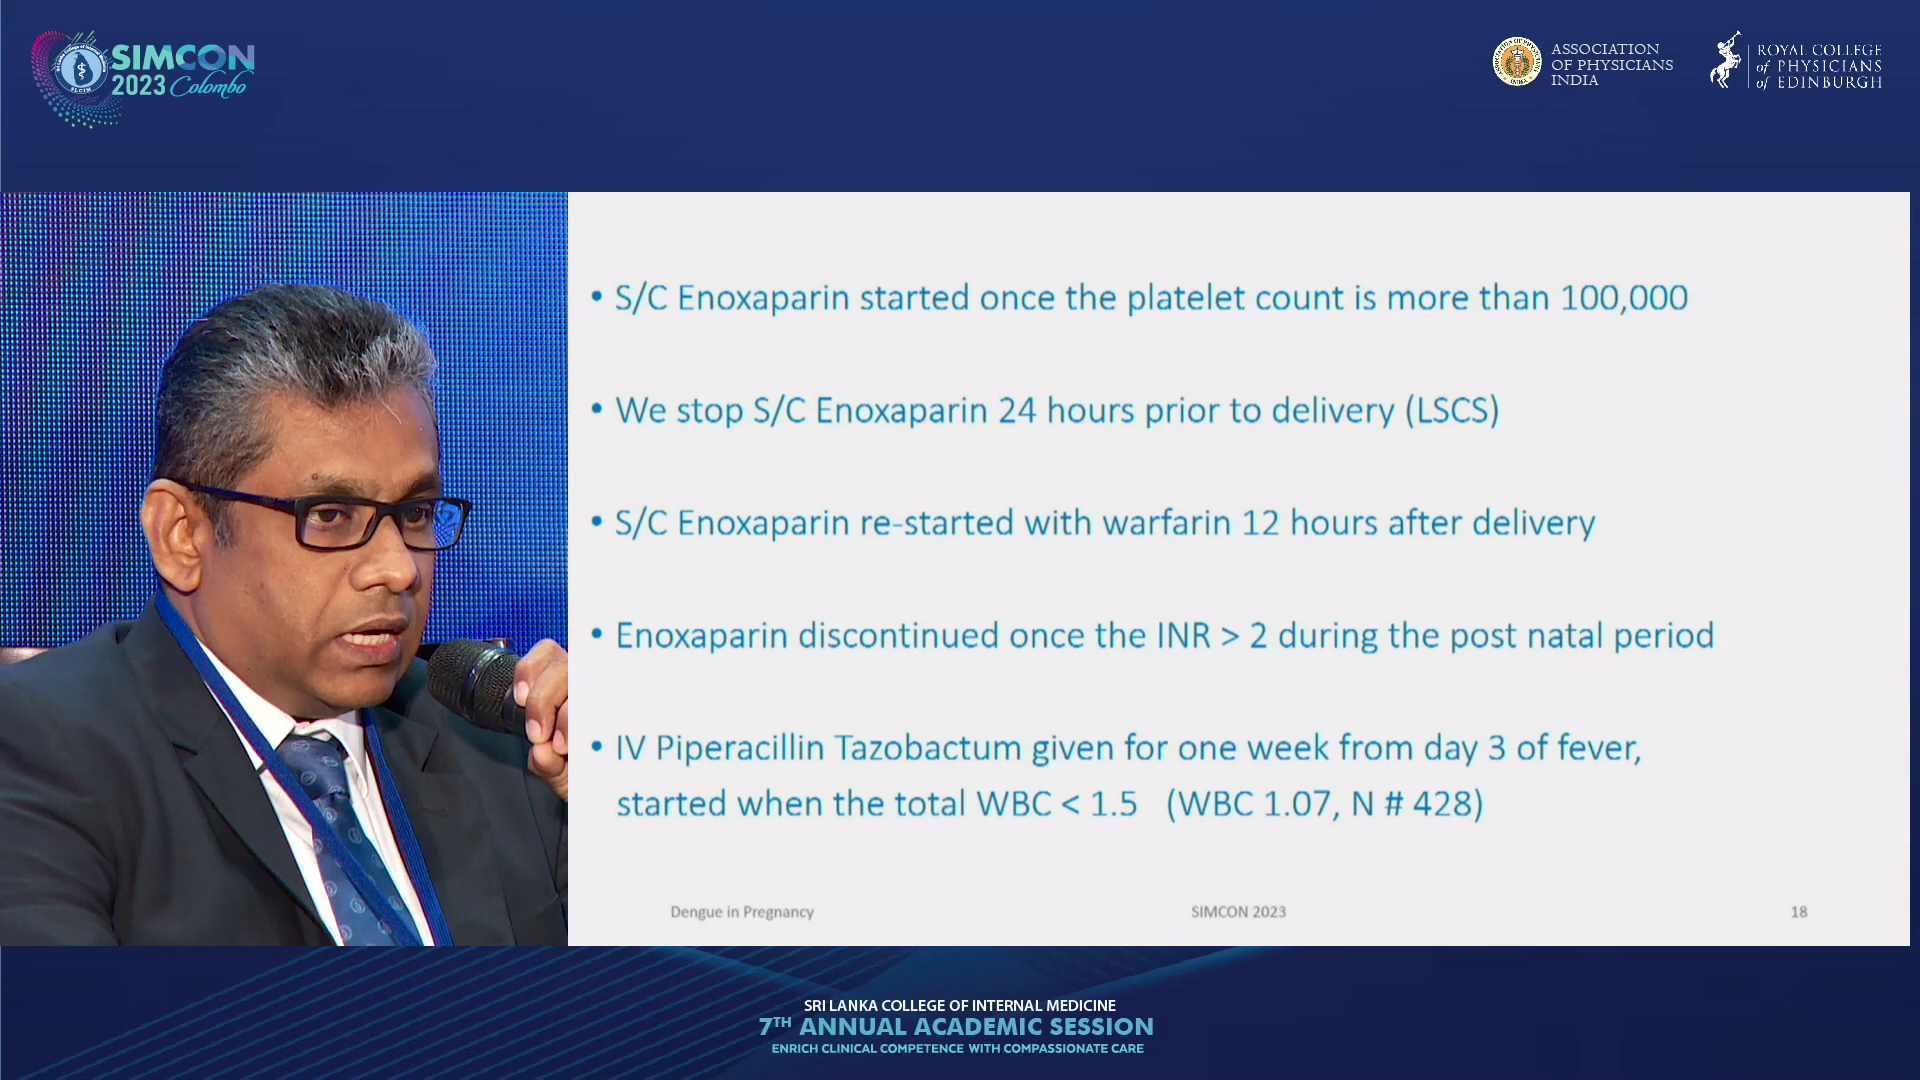 SIMCON
2023 Colombo
SLCIM
ASSOCIATION
OF PHYSICIANS
INDIA
ROYAL COLLEGE
of PHYSICIANS
of EDINBURGH
• S/C Enoxaparin started once the platelet count is more than 100,000
• We stop S/C Enoxaparin 24 hours prior to delivery (LSCS)
• S/C Enoxaparin re-started with warfarin 12 hours after delivery
• Enoxaparin discontinued once the INR > 2 during the post natal period
• IV Piperacillin Tazobactum given for one week from day 3 of fever,
started when the total WBC < 1.5 (WBC 1.07, N # 428)
Dengue in Pregnancy
SIMCON 2023
18
SRI LANKA COLLEGE OF INTERNAL MEDICINE
7TH ANNUAL ACADEMIC SESSION
ENRICH CLINICAL COMPETENCE WITH COMPASSIONATE CARE